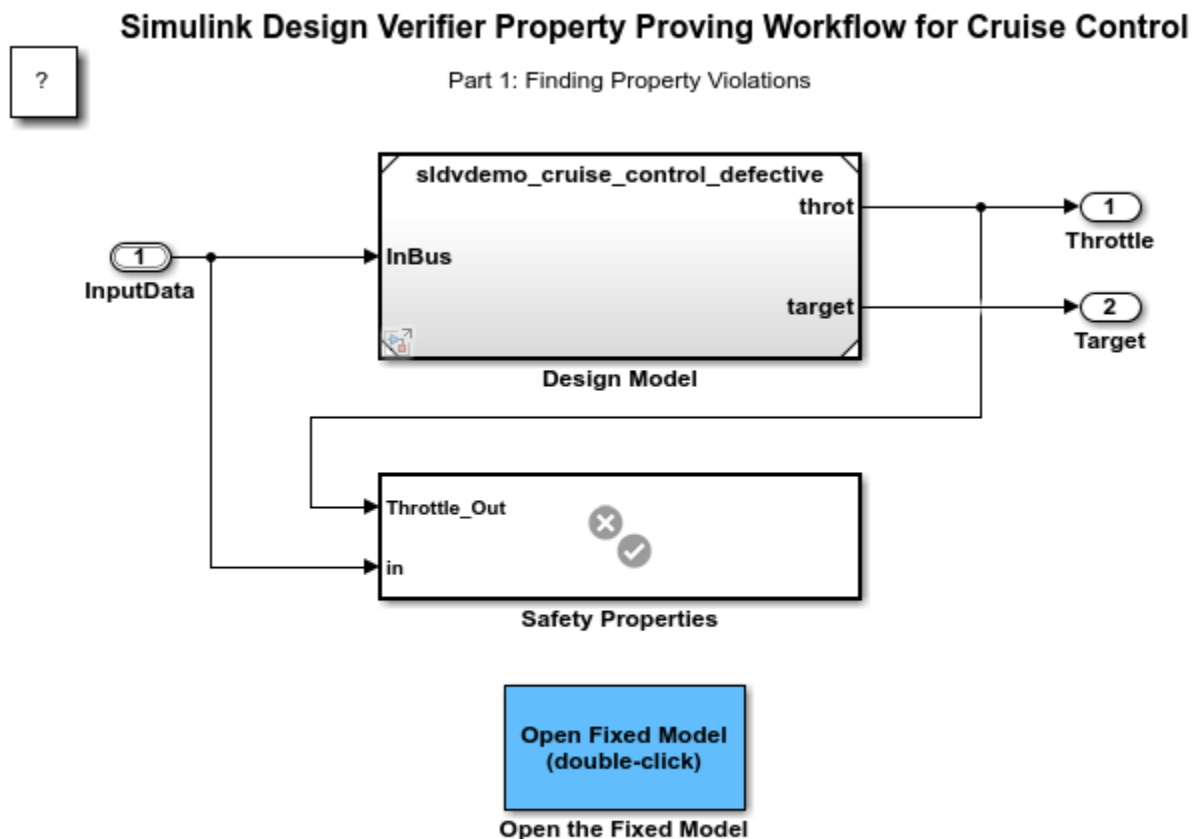 Simulink Design Verifier Property Proving Workflow for Cruise Control
?
Part 1: Finding Property Violations
sldvdemo_cruise_control_defective
throt
1
Throttle
1
InBus
InputData
target
2
Target
Design Model
Throttle_Out
in
Safety Properties
Open Fixed Model
(double-click)
Open the Fixed Model